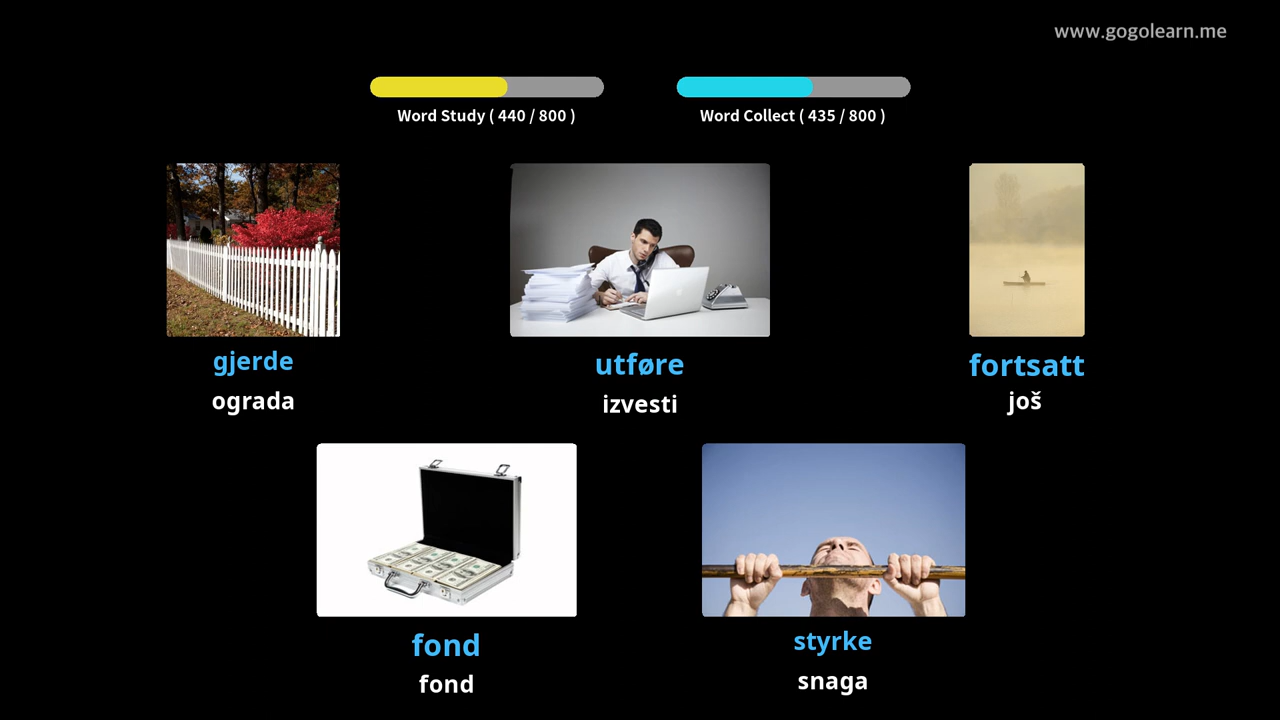 www.gogolearn.me
Word Study ( 440 / 800 )
Word Collect ( 435 / 800 )
gjerde
utføre
fortsatt
ograda
izvesti
još
fond
styrke
fond
snaga